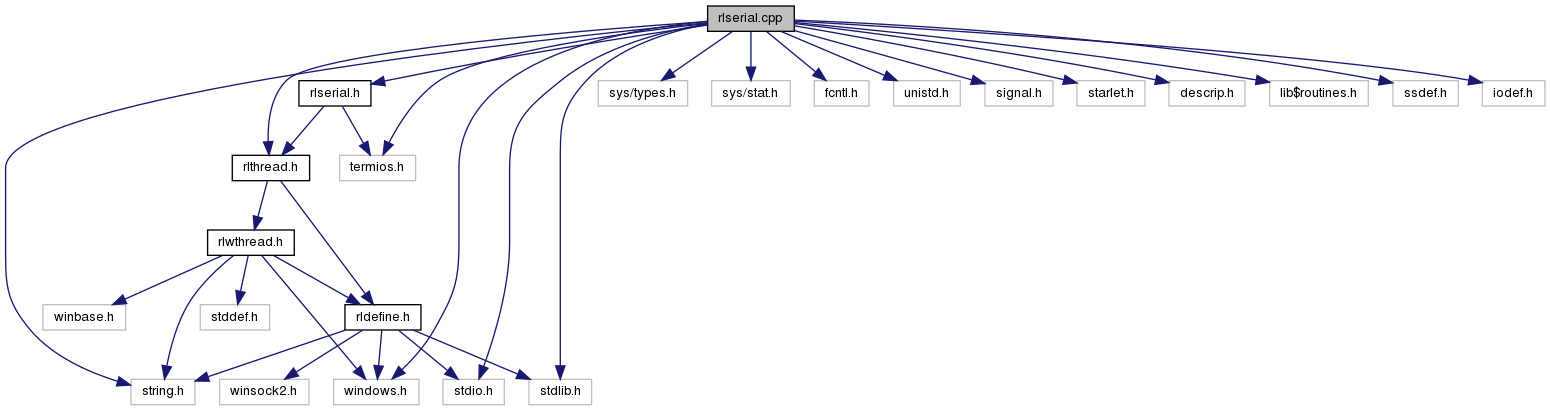 rlserial.cpp
rlserial.h
sys/types.h
sys/stat.h
fcntl.h
unistd.h
signal.h
starlet.h
descrip.h
lib$routines.h
ssdef.h
iodef.h
rlthread.h
termios.h
rlwthread.h
winbase.h
stddef.h
rldefine.h
string.h
winsock2.h
windows.h
stdio.h
stdlib.h